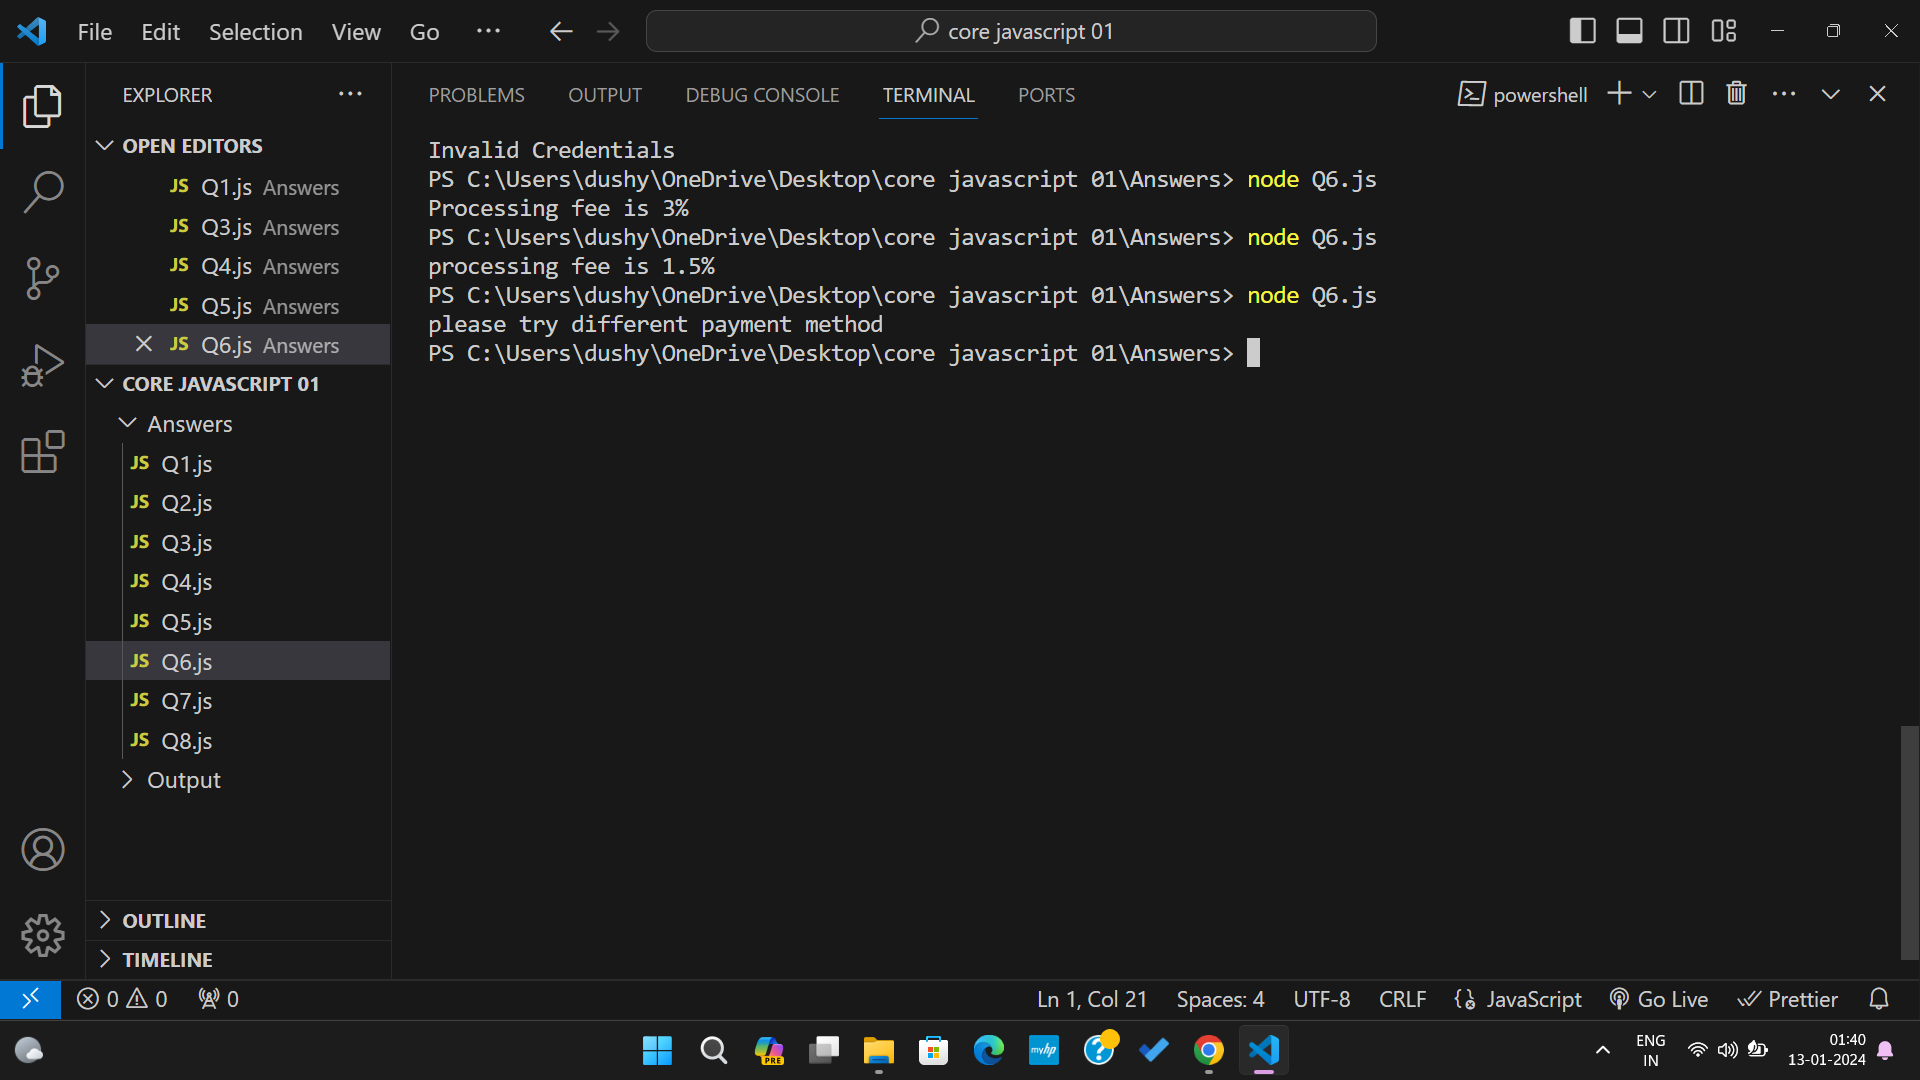 File Edit Selection View Go ··· core javascript 01
EXPLORER ···
OPEN EDITORS
JS Q1.js Answers
JS Q3.js Answers
JS Q4.js Answers
JS Q5.js Answers
JS Q6.js Answers
CORE JAVASCRIPT 01
Answers
JS Q1.js
JS Q2.js
JS Q3.js
JS Q4.js
JS Q5.js
JS Q6.js
JS Q7.js
JS Q8.js
Output
OUTLINE
TIMELINE
PROBLEMS OUTPUT DEBUG CONSOLE TERMINAL PORTS powershell
Invalid Credentials
PS C:\Users\dushy\OneDrive\Desktop\core javascript 01\Answers> node Q6.js
Processing fee is 3%
PS C:\Users\dushy\OneDrive\Desktop\core javascript 01\Answers> node Q6.js
processing fee is 1.5%
PS C:\Users\dushy\OneDrive\Desktop\core javascript 01\Answers> node Q6.js
please try different payment method
PS C:\Users\dushy\OneDrive\Desktop\core javascript 01\Answers>
0 0 0 Ln 1, Col 21 Spaces: 4 UTF-8 CRLF JavaScript Go Live Prettier
PRE myhp ENG 01:40
IN 13-01-2024